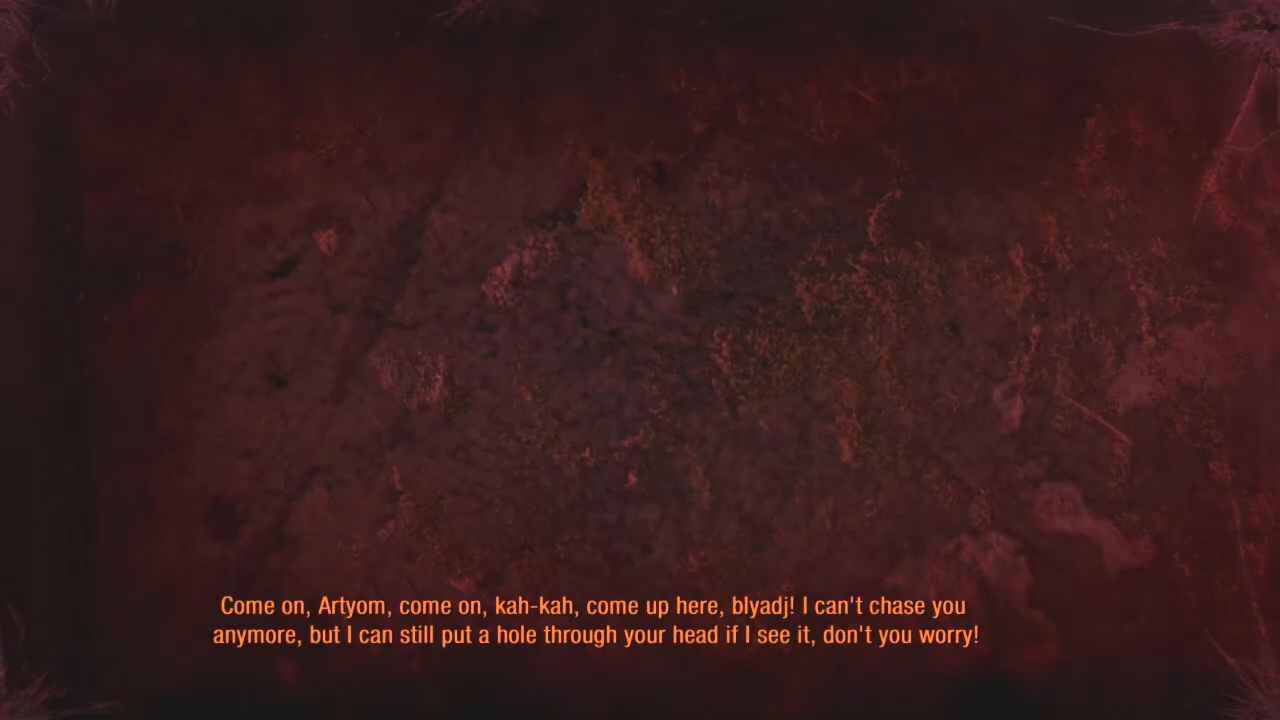 Come on, Artyom, come on, kah-kah, come up here, blyadj! I can't chase you
anymore, but I can still put a hole through your head if I see it, don't you worry!